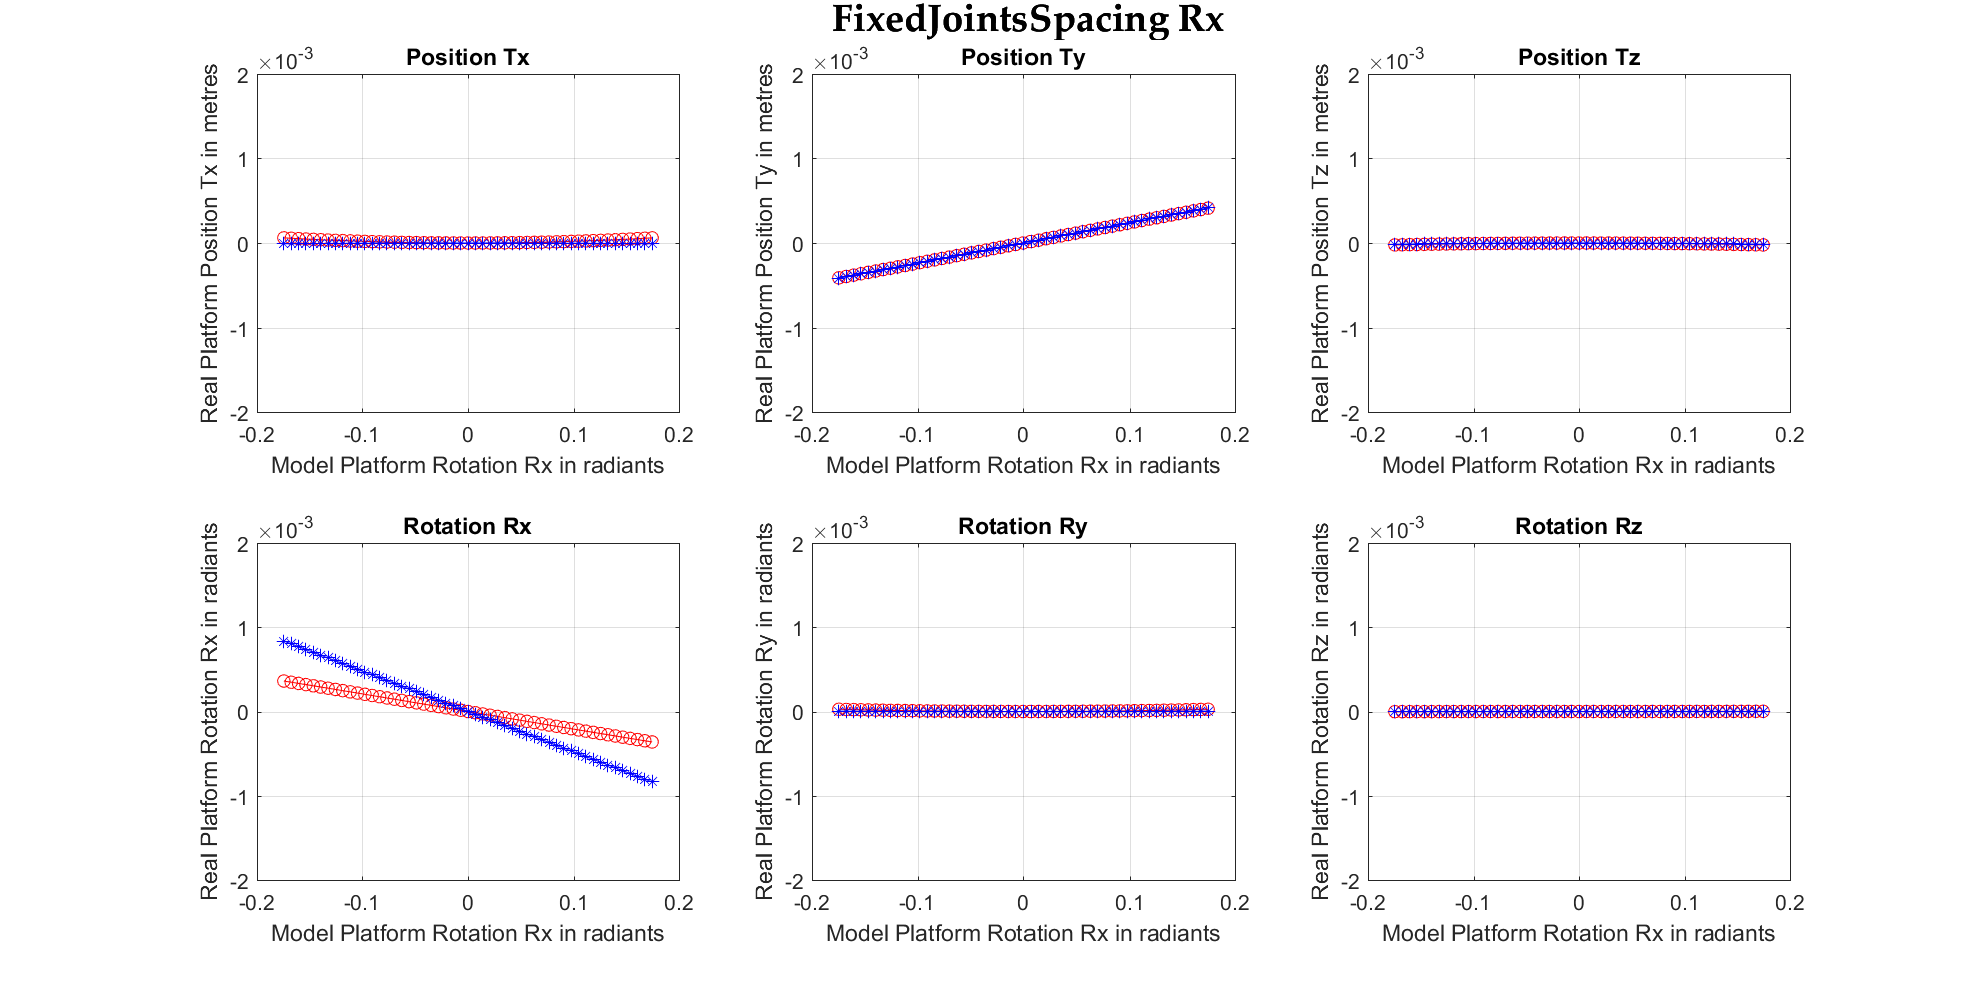 FixedJointsSpacing Rx
Position Tx
×10-3
Real Platform Position Tx in metres
2
1
0
-1
-2
-0.2 -0.1 0 0.1 0.2
Model Platform Rotation Rx in radiants
Position Ty
×10-3
Real Platform Position Ty in metres
2
1
0
-1
-2
-0.2 -0.1 0 0.1 0.2
Model Platform Rotation Rx in radiants
Position Tz
×10-3
Real Platform Position Tz in metres
2
1
0
-1
-2
-0.2 -0.1 0 0.1 0.2
Model Platform Rotation Rx in radiants
Rotation Rx
×10-3
Real Platform Rotation Rx in radiants
2
1
0
-1
-2
-0.2 -0.1 0 0.1 0.2
Model Platform Rotation Rx in radiants
Rotation Ry
×10-3
Real Platform Rotation Ry in radiants
2
1
0
-1
-2
-0.2 -0.1 0 0.1 0.2
Model Platform Rotation Rx in radiants
Rotation Rz
×10-3
Real Platform Rotation Rz in radiants
2
1
0
-1
-2
-0.2 -0.1 0 0.1 0.2
Model Platform Rotation Rx in radiants